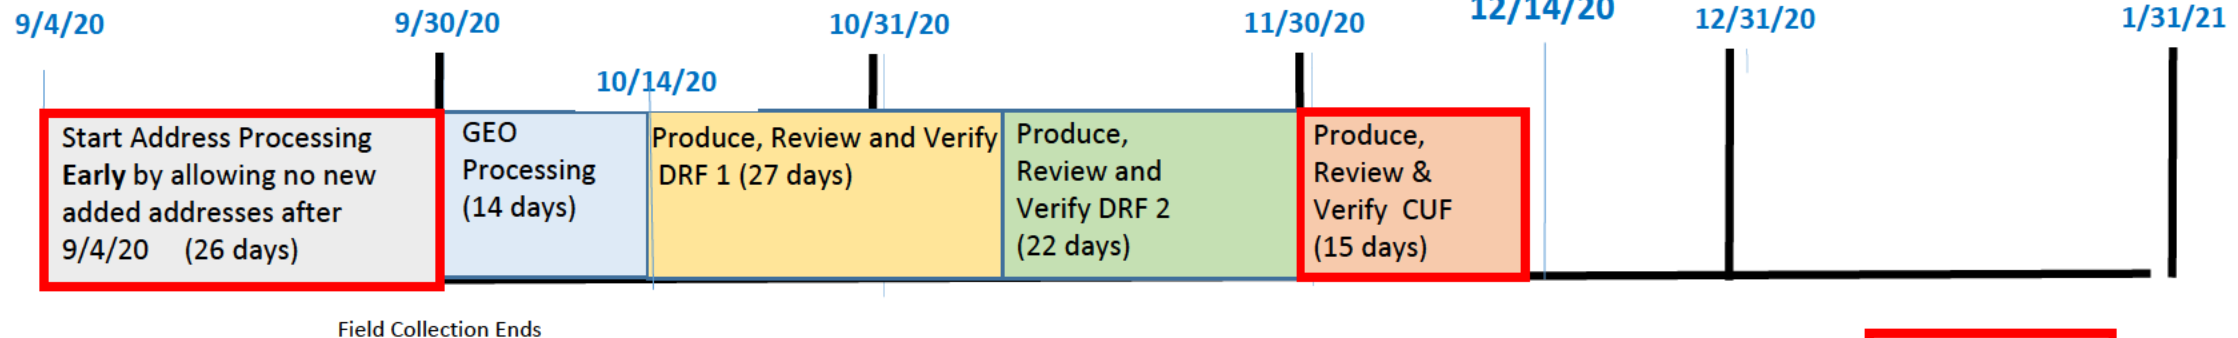 9/4/20
9/30/20
10/31/20
11/30/20
12/14/20
12/31/20
1/31/21
10/14/20
Start Address Processing
Early by allowing no new
added addresses after
9/4/20 (26 days)
GEO
Processing
(14 days)
Produce, Review and Verify
DRF 1 (27 days)
Produce,
Review and
Verify DRF 2
(22 days)
Produce,
Review &
Verify CUF
(15 days)
Field Collection Ends